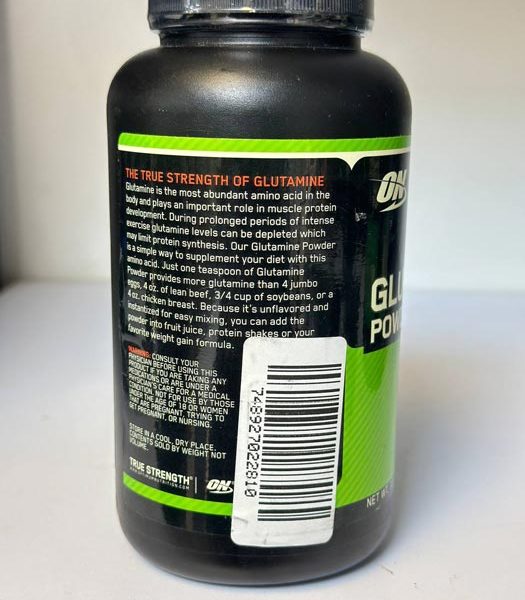 THE TRUE STRENGTH OF GLUTAMINE
Glutamine is the most abundant amino acid in the
body and plays an important role in muscle protein
development. During prolonged periods of intense
exercise glutamine levels can be depleted which
may limit protein synthesis. Our Glutamine Powder
is a simple way to supplement your diet with this
amino acid. Just one teaspoon of Glutamine
Powder provides more glutamine than 4 jumbo
eggs, 4 oz. of lean beef, 3/4 cup of soybeans, or a
4 oz. chicken breast. Because it's unflavored and
instantized for easy mixing, you can add the
powder into fruit juice, protein shakes or your
favorite weight gain formula.
WARNING: CONSULT YOUR
PHYSICIAN BEFORE USING THIS
PRODUCT IF YOU ARE TAKING ANY
MEDICATIONS OR ARE UNDER A
PHYSICIAN'S CARE FOR A MEDICAL
CONDITION. NOT FOR USE BY THOSE
UNDER THE AGE OF 18 OR WOMEN
THAT ARE PREGNANT, TRYING TO
GET PREGNANT, OR NURSING.
STORE IN A COOL, DRY PLACE.
CONTENTS SOLD BY WEIGHT NOT
VOLUME.
TRUE STRENGTH®
ON
748927022810
ON
GLU
POW
NET W